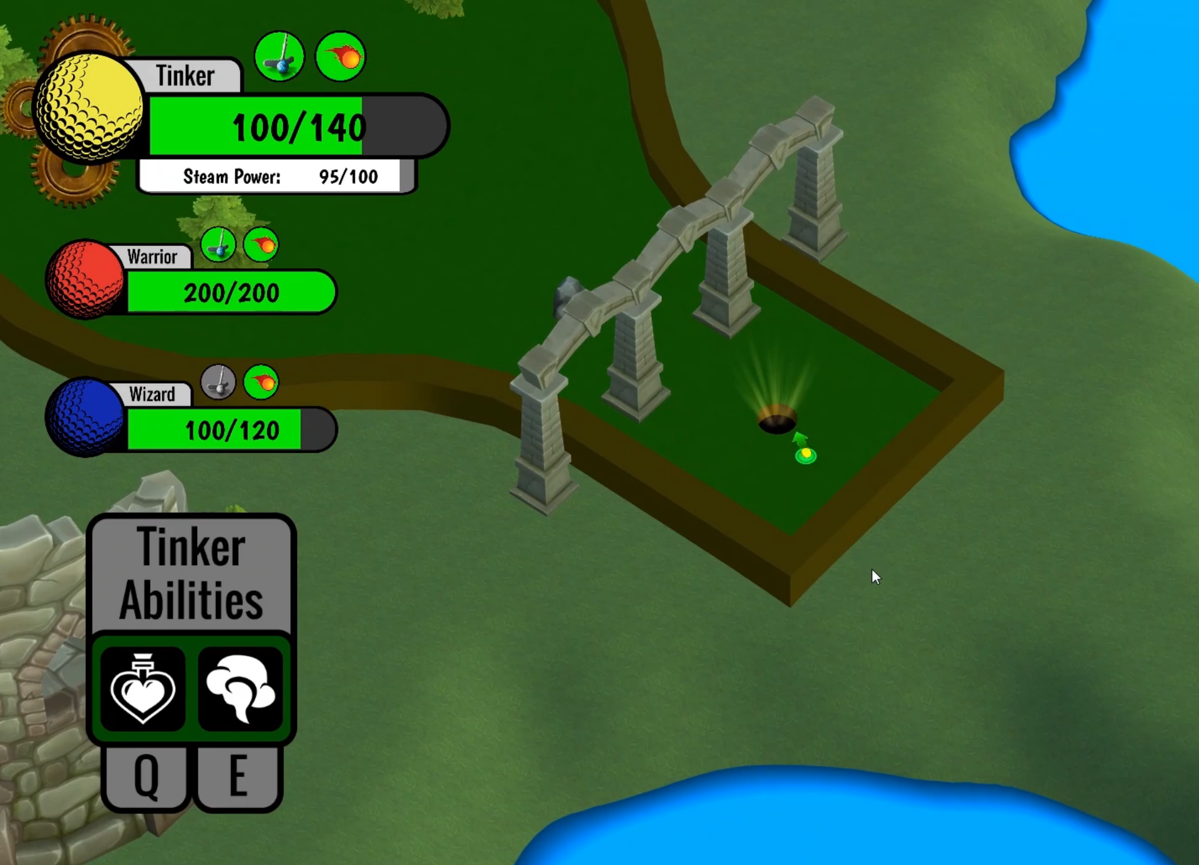 Tinker
100/140
Steam Power: 95/100
Warrior
200/200
Wizard
100/120
Tinker
Abilities
Q E